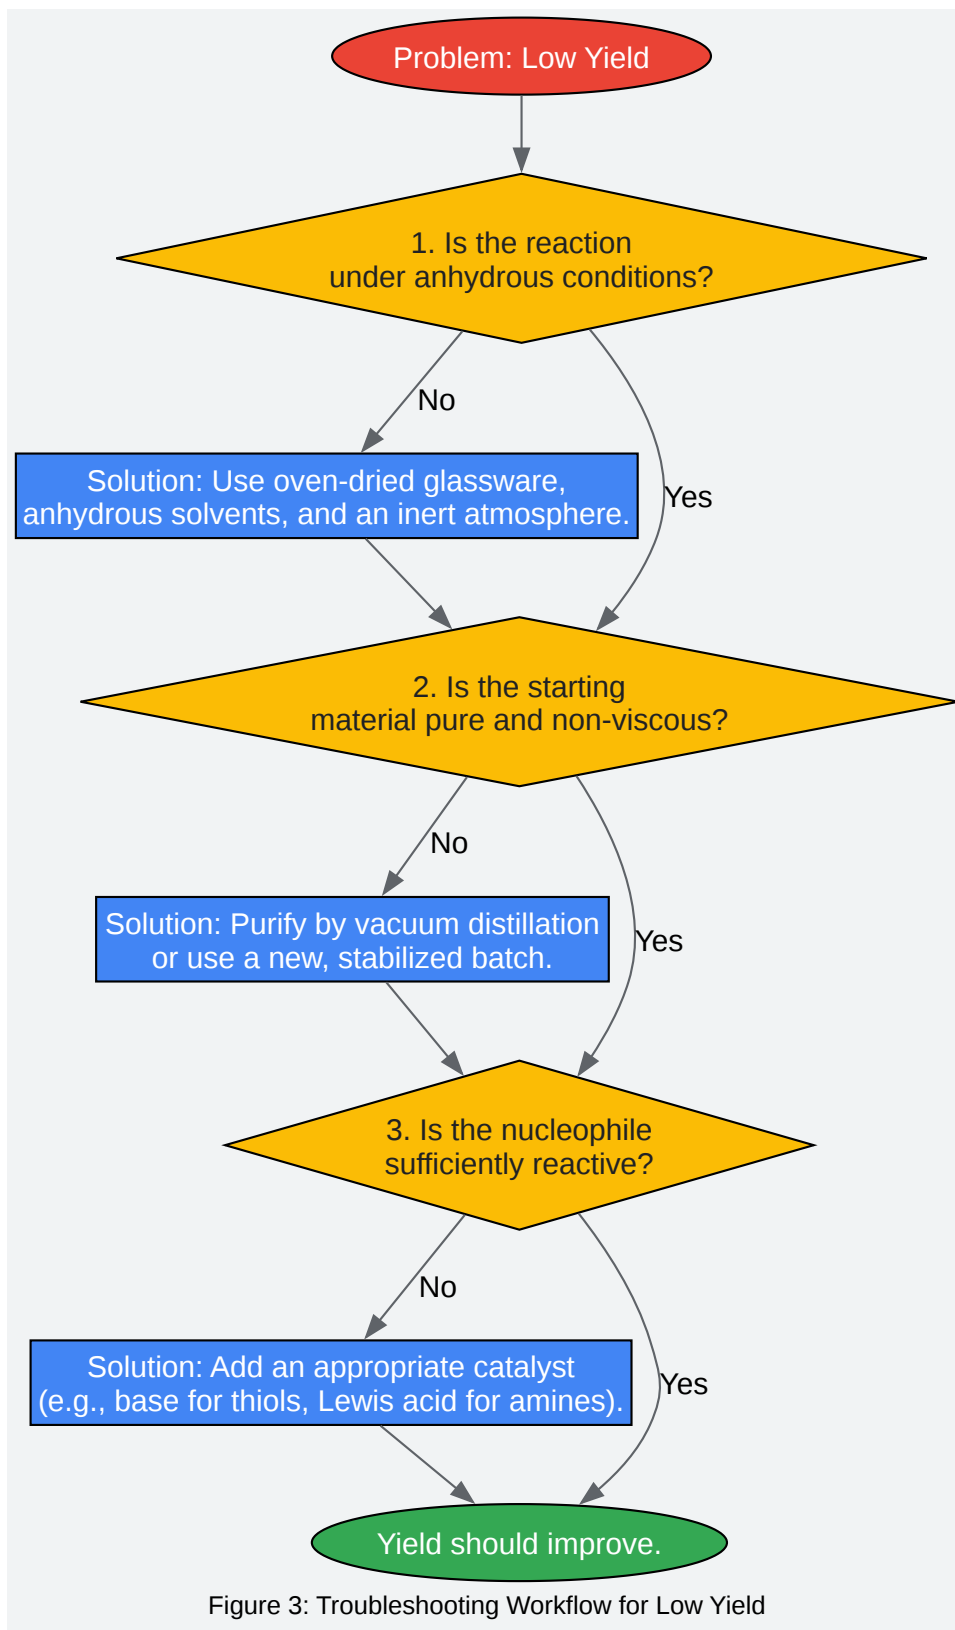 Problem: Low Yield
1. Is the reaction
under anhydrous conditions?
No
Solution: Use oven-dried glassware,
anhydrous solvents, and an inert atmosphere.
Yes
2. Is the starting
material pure and non-viscous?
No
Solution: Purify by vacuum distillation
or use a new, stabilized batch.
Yes
3. Is the nucleophile
sufficiently reactive?
No
Solution: Add an appropriate catalyst
(e.g., base for thiols, Lewis acid for amines).
Yes
Yield should improve.
Figure 3: Troubleshooting Workflow for Low Yield